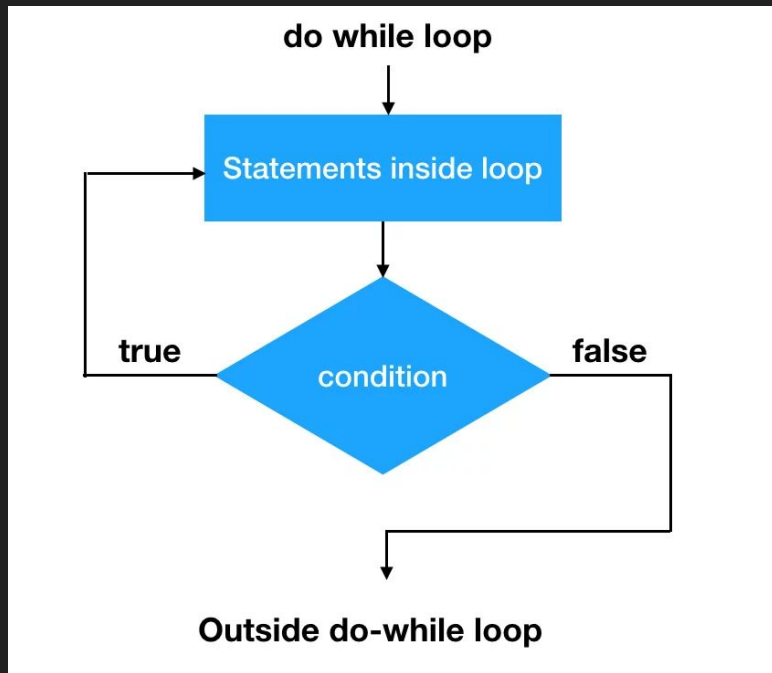 do while loop
Statements inside loop
true
false
condition
Outside do-while loop